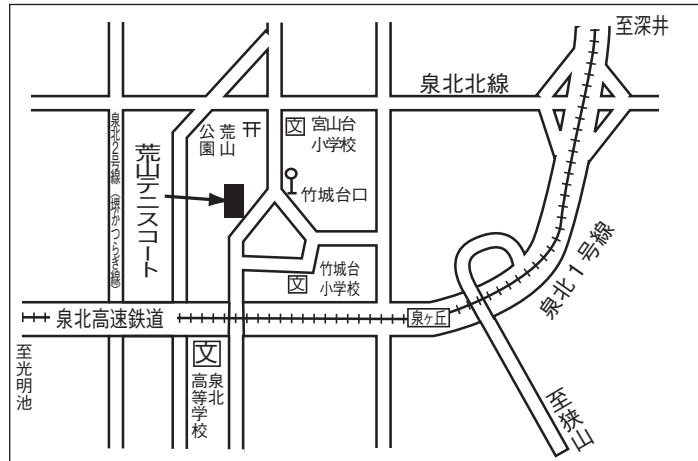 至深井
泉北北線
文
宮山台
小学校
荒山
公園
泉北2号線(堺かつらぎ線)
荒山テニスコート
竹城台口
竹城台
小学校
文
泉北1号線
泉北高速鉄道
泉ヶ丘
至光明池
文
泉北
高等学校
至狭山